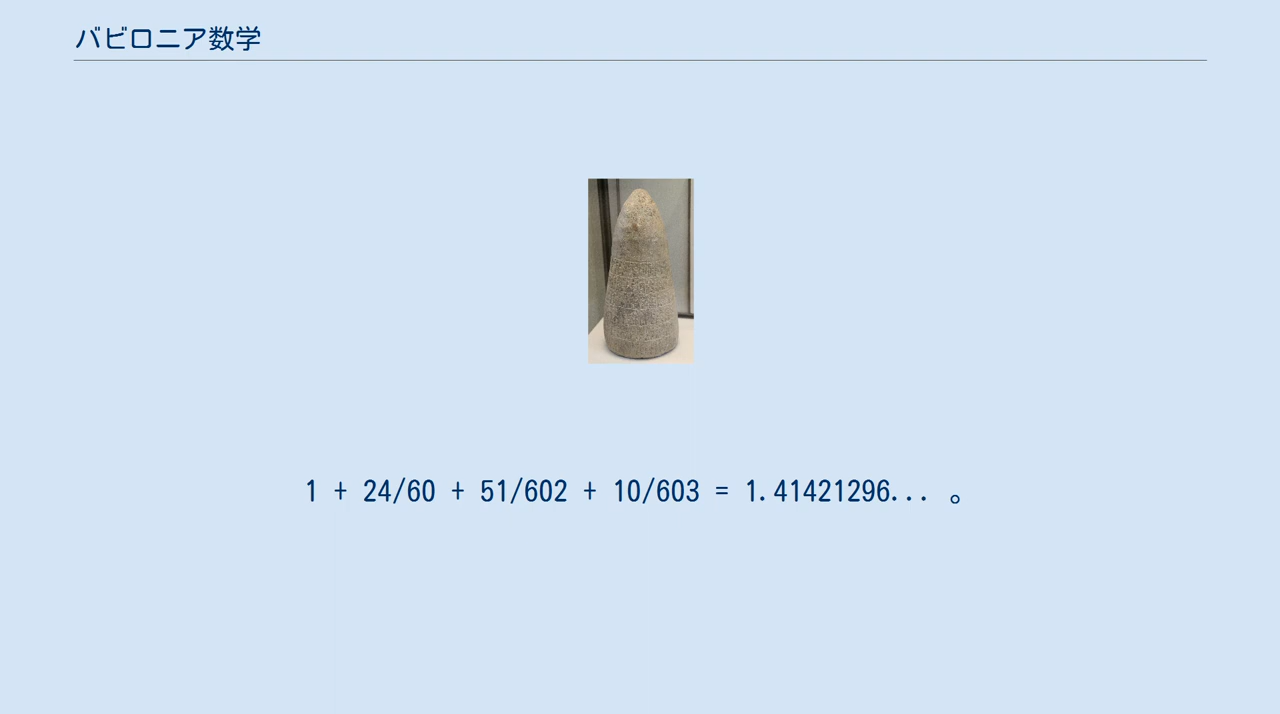 バビロニア数学
1 + 24/60 + 51/602 + 10/603 = 1.41421296... 。